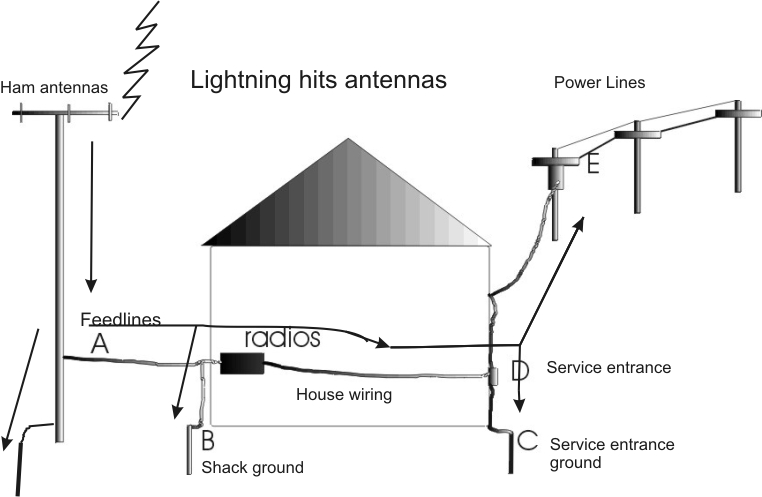 Lightning hits antennas
Ham antennas
Power Lines
E
Feedlines
A
radios
D
Service entrance
House wiring
B
Shack ground
C
Service entrance
ground